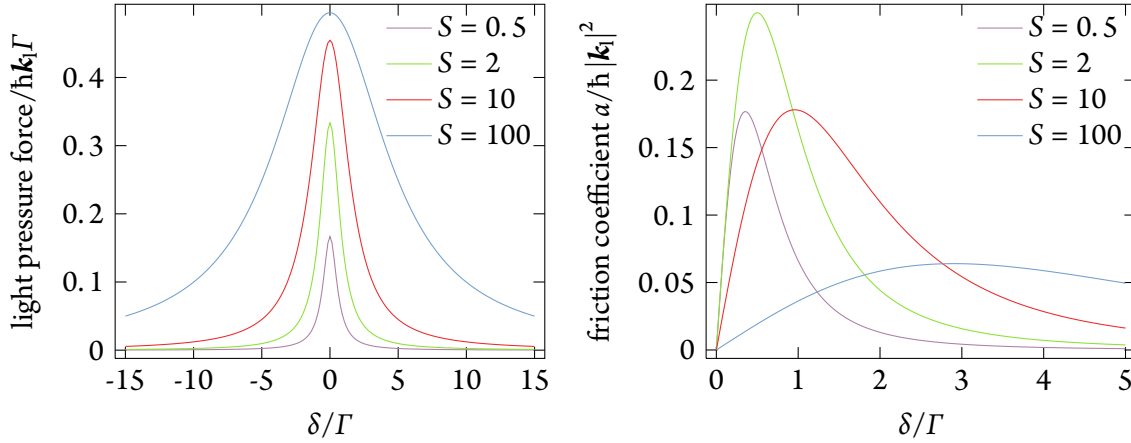 light pressure force/ħk_lΓ
0.4
0.3
0.2
0.1
0
-15 -10 -5 0 5 10 15
δ/Γ
S = 0.5
S = 2
S = 10
S = 100
friction coefficient α/ħ|k_l|²
0.2
0.15
0.1
0.05
0
0 1 2 3 4 5
δ/Γ
S = 0.5
S = 2
S = 10
S = 100